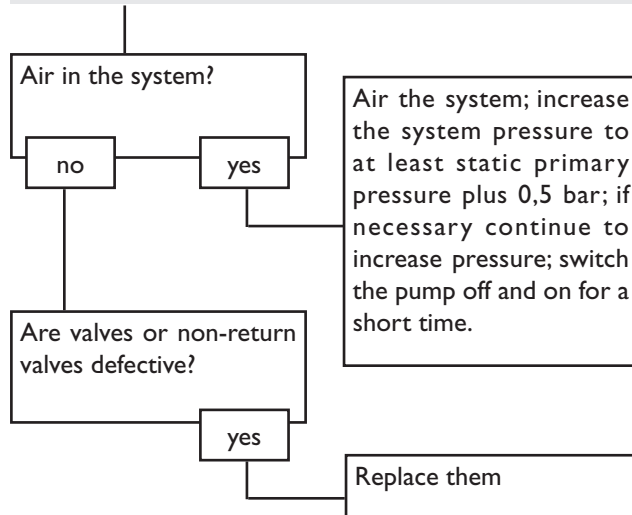 Air in the system?
no
yes
Air the system; increase
the system pressure to
at least static primary
pressure plus 0,5 bar; if
necessary continue to
increase pressure; switch
the pump off and on for a
short time.
Are valves or non-return
valves defective?
yes
Replace them